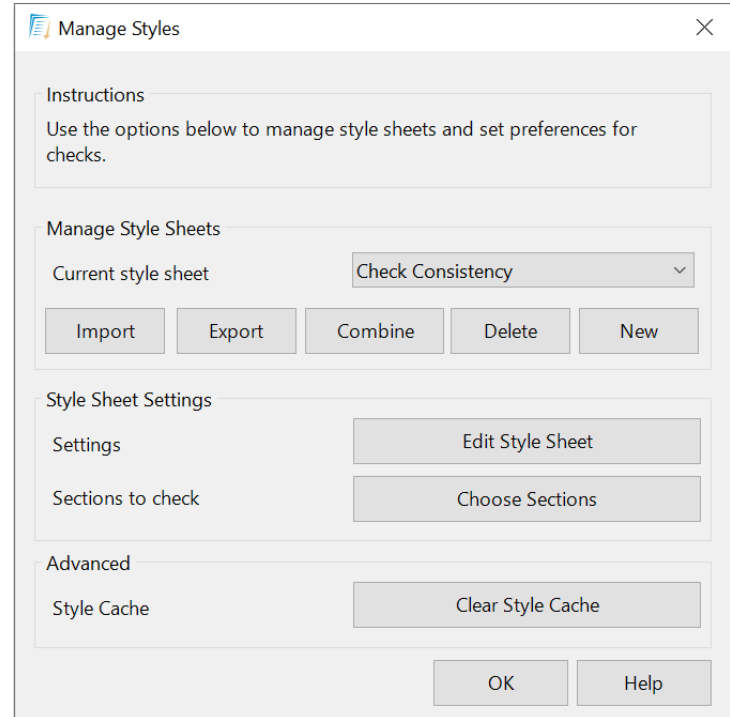 Manage Styles
Instructions
Use the options below to manage style sheets and set preferences for
checks.
Manage Style Sheets
Current style sheet
Check Consistency
Import
Export
Combine
Delete
New
Style Sheet Settings
Settings
Edit Style Sheet
Sections to check
Choose Sections
Advanced
Style Cache
Clear Style Cache
OK
Help